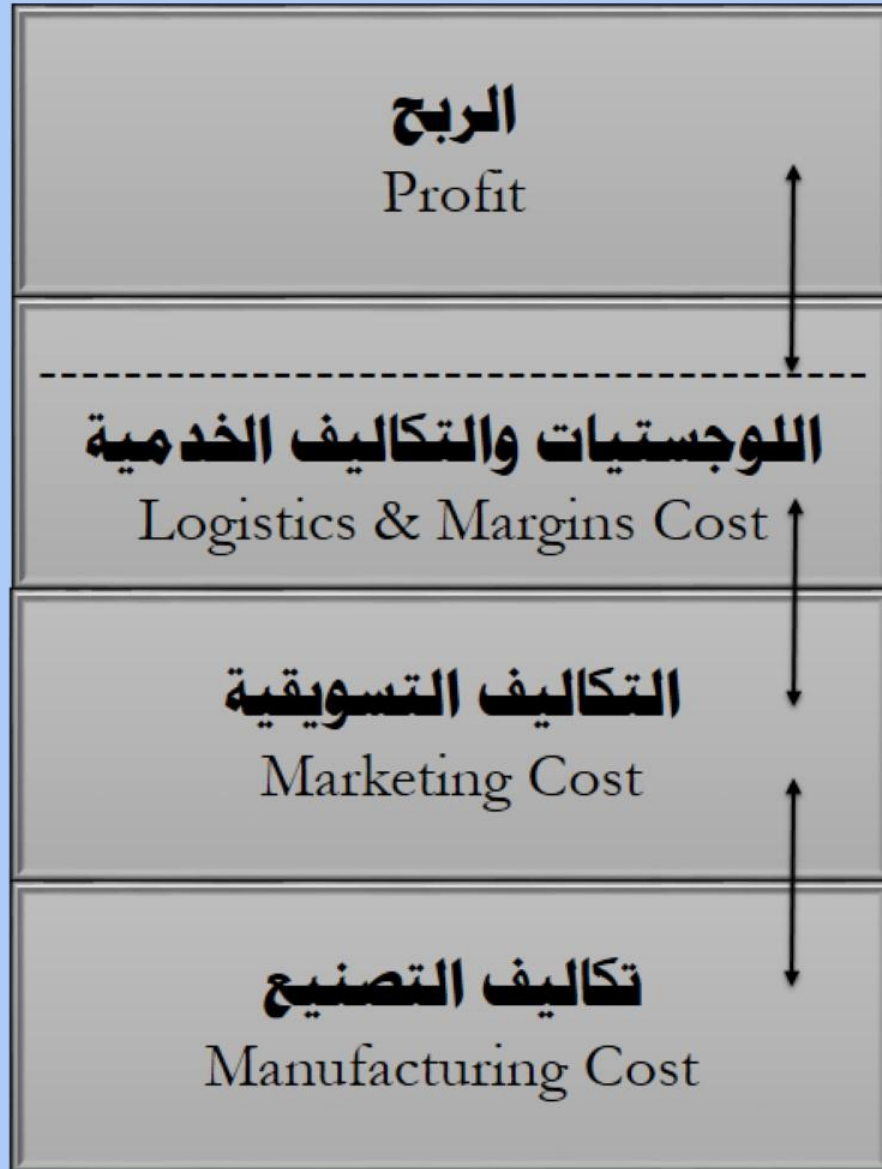 الربح
Profit
اللوجستيات والتكاليف الخدمية
Logistics & Margins Cost
التكاليف التسويقية
Marketing Cost
تكاليف التصنيع
Manufacturing Cost